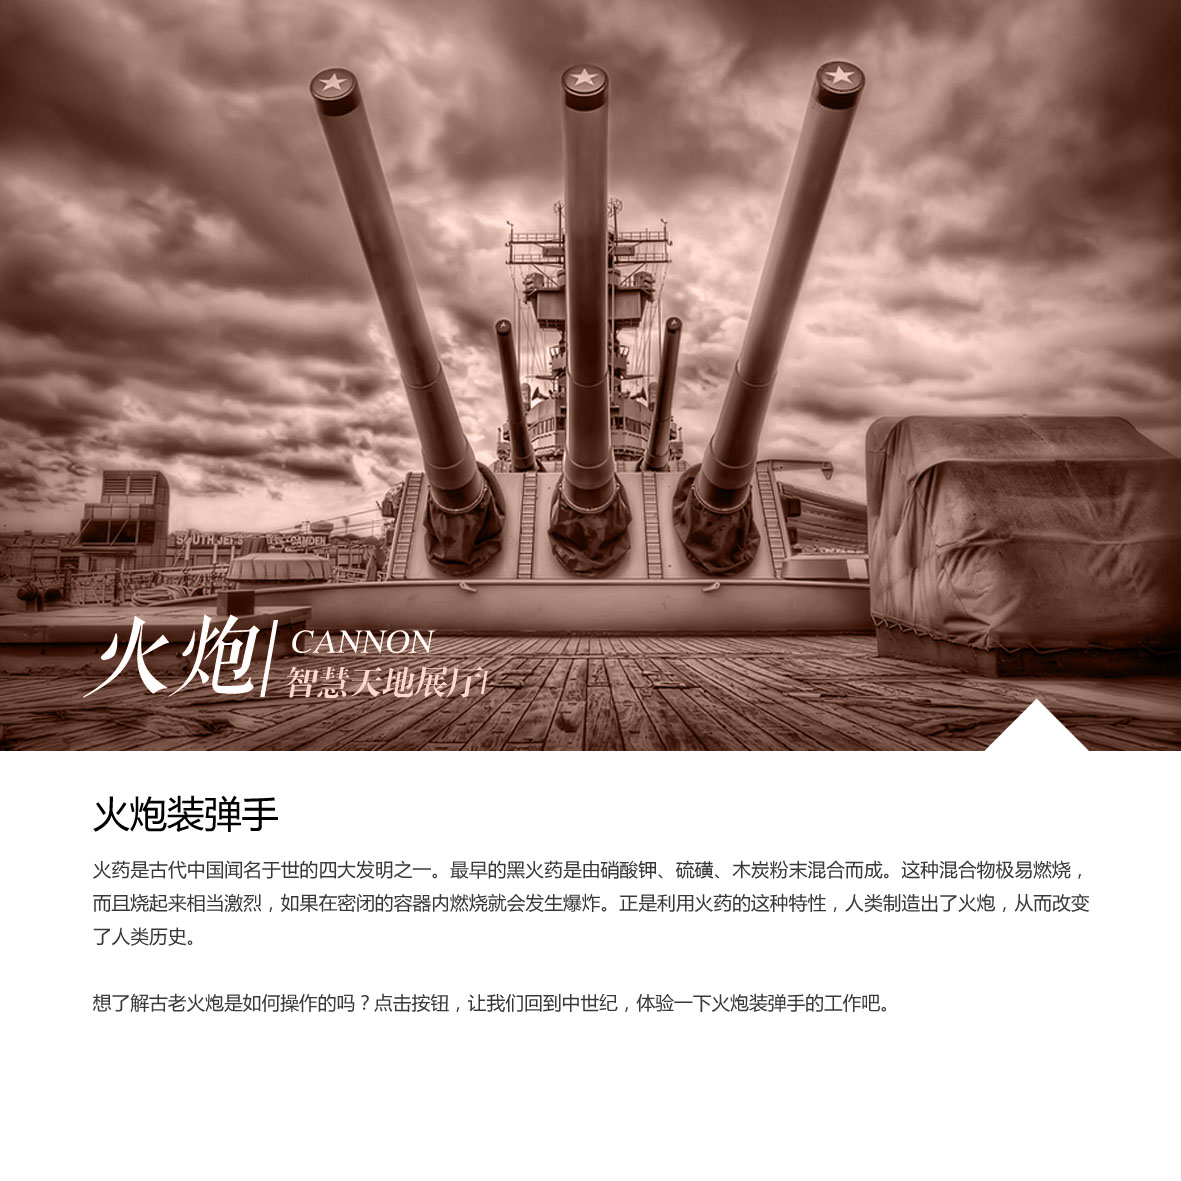 SOUTH JERS
CAMDEN
火炮
CANNON
智慧天地展厅
火炮装弹手
火药是古代中国闻名于世的四大发明之一。最早的黑火药是由硝酸钾、硫磺、木炭粉末混合而成。这种混合物极易燃烧，
而且烧起来相当激烈，如果在密闭的容器内燃烧就会发生爆炸。正是利用火药的这种特性，人类制造出了火炮，从而改变
了人类历史。
想了解古老火炮是如何操作的吗？点击按钮，让我们回到中世纪，体验一下火炮装弹手的工作吧。